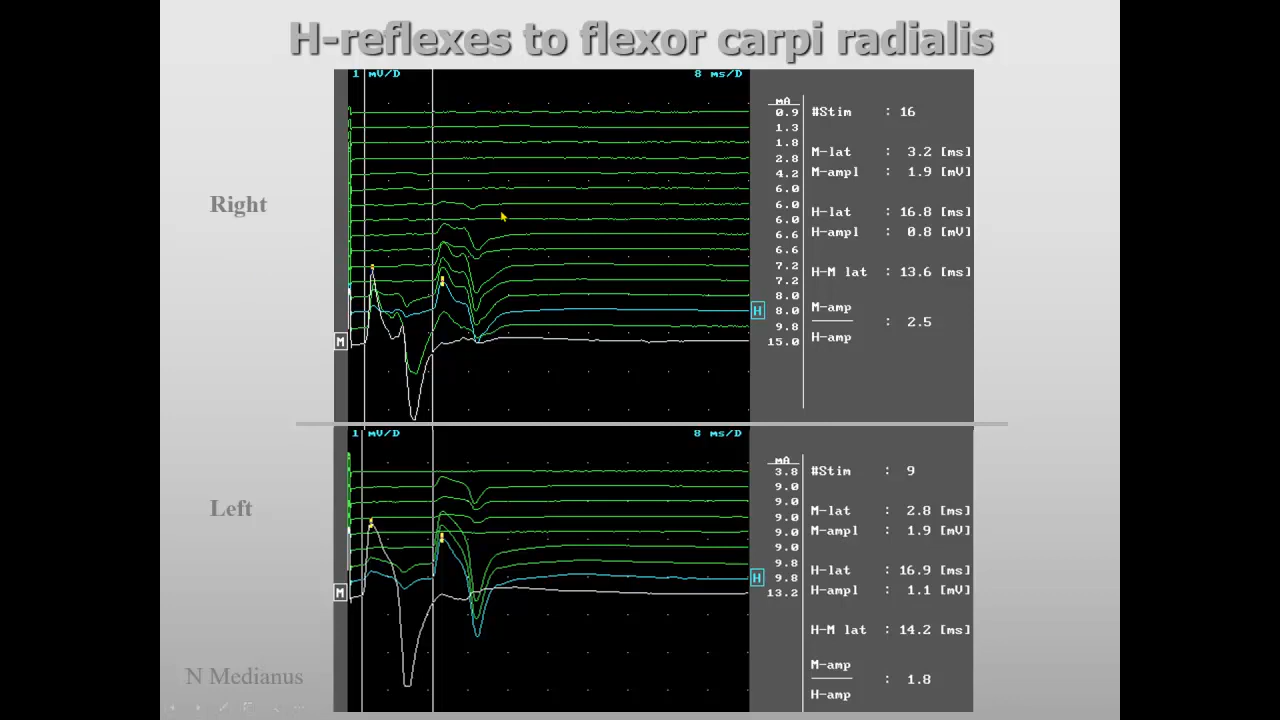 H-reflexes to flexor carpi radialis
1 mV/D 8 ms/D
mA
0.9
1.3
1.8
2.8
4.2
6.0
6.0
6.0
6.6
6.6
7.2
7.2
8.0
H 8.0
9.8
M 15.0
#Stim : 16
M-lat : 3.2 [ms]
M-ampl : 1.9 [mV]
H-lat : 16.8 [ms]
H-ampl : 0.8 [mV]
H-M lat : 13.6 [ms]
M-amp
: 2.5
H-amp
Right
1 mV/D 8 ms/D
mA
3.8
9.0
9.0
9.0
9.0
9.0
9.8
H 9.8
M 13.2
#Stim : 9
M-lat : 2.8 [ms]
M-ampl : 1.9 [mV]
H-lat : 16.9 [ms]
H-ampl : 1.1 [mV]
H-M lat : 14.2 [ms]
M-amp
: 1.8
H-amp
Left
N Medianus